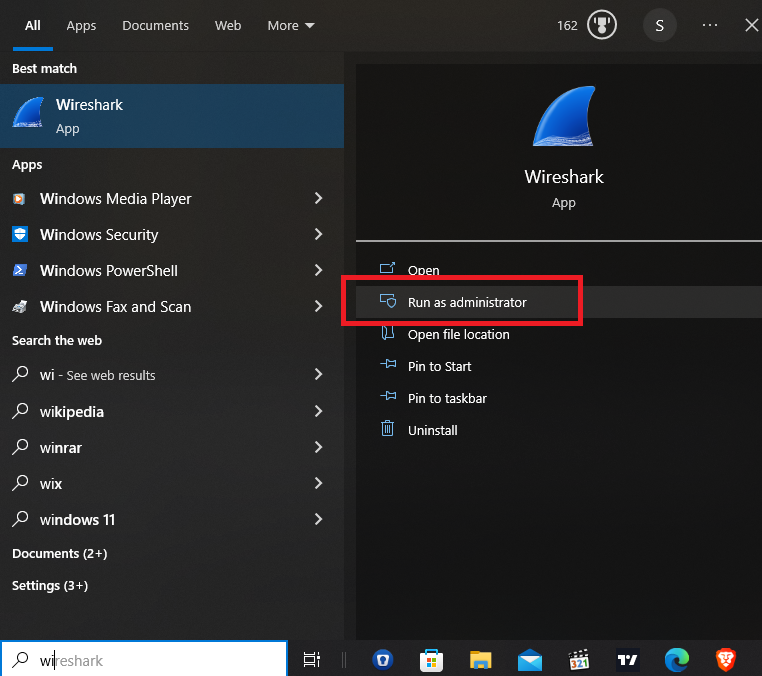 All Apps Documents Web More 162 S
Best match
Wireshark
App
Apps
Windows Media Player
Windows Security
Windows PowerShell
Windows Fax and Scan
Search the web
wi - See web results
wikipedia
winrar
wix
windows 11
Documents (2+)
Settings (3+)
Wireshark
App
Open
Run as administrator
Open file location
Pin to Start
Pin to taskbar
Uninstall
wireshark
321